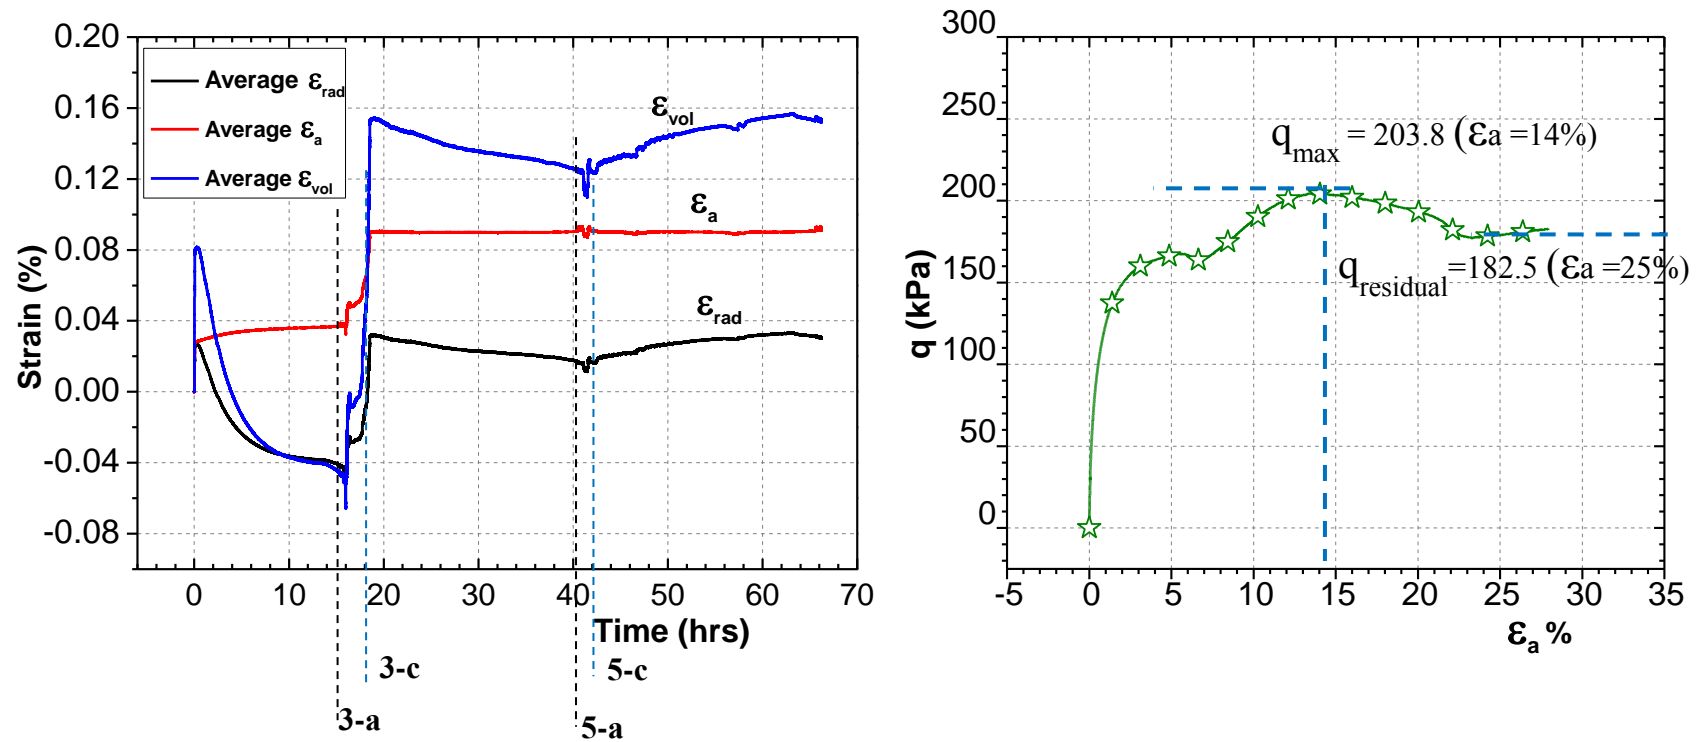 0.20
0.16
0.12
0.08
0.04
0.00
-0.04
-0.08
Strain (%)
Average εrad
Average εa
Average εvol
εvol
εa
εrad
0 10 20 30 40 50 60 70
Time (hrs)
3-c
5-c
3-a
5-a
300
250
200
150
100
50
0
q (kPa)
qmax = 203.8 (εa =14%)
qresidual =182.5 (εa =25%)
-5 0 5 10 15 20 25 30 35
εa %